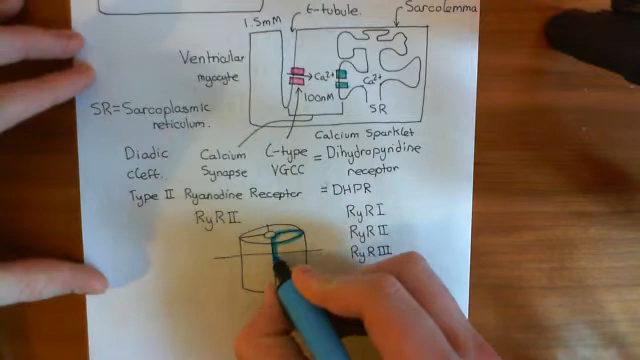 t-tubule.
Sarcolemma
1.5mM
Ventricular
myocyte
Ca²⁺
Ca²⁺
100nM
SR
SR=Sarcoplasmic
reticulum.
Calcium Sparklet
Diadic
cleft.
Calcium
Synapse
L-type
VGCC
= Dihydropyridine
receptor
= DHPR
Type II Ryanodine Receptor
RyR II
RyR I
RyR II
RyR III